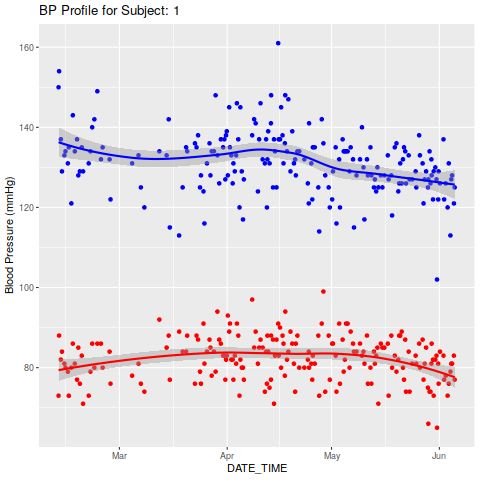 BP Profile for Subject: 1
160
140
120
100
80
Blood Pressure (mmHg)
Mar
Apr
May
Jun
DATE_TIME